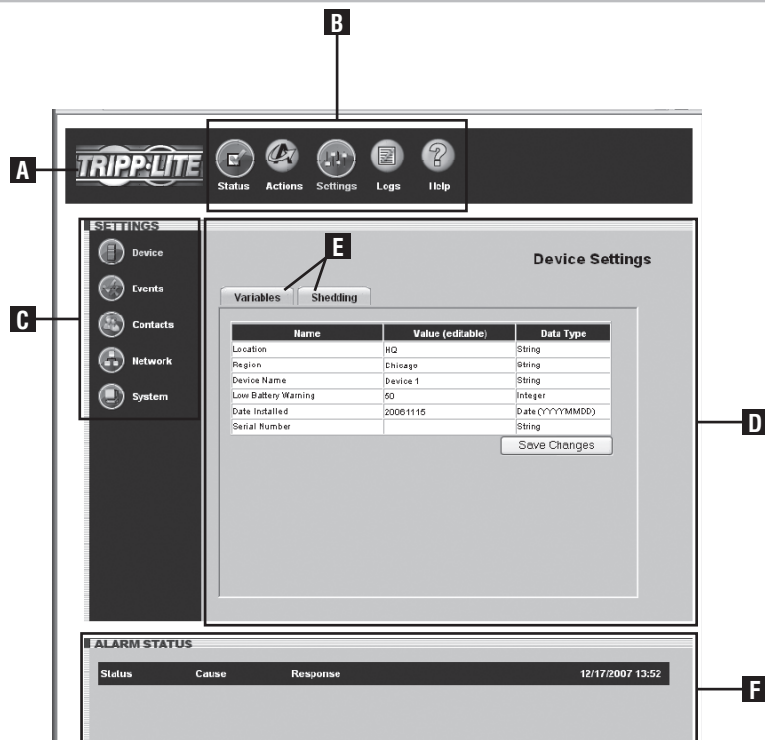 B
A
TRIPP·LITE
Status Actions Settings Logs Help
SETTINGS
Device
Events
Contacts
Network
System
C
E
Device Settings
Variables Shedding
Name Value (editable) Data Type
Location HQ String
Region Chicago String
Device Name Device 1 String
Low Battery Warning 50 Integer
Date Installed 20061115 Date (YYYYMMDD)
Serial Number String
Save Changes
D
ALARM STATUS
Status Cause Response 12/17/2007 13:52
F